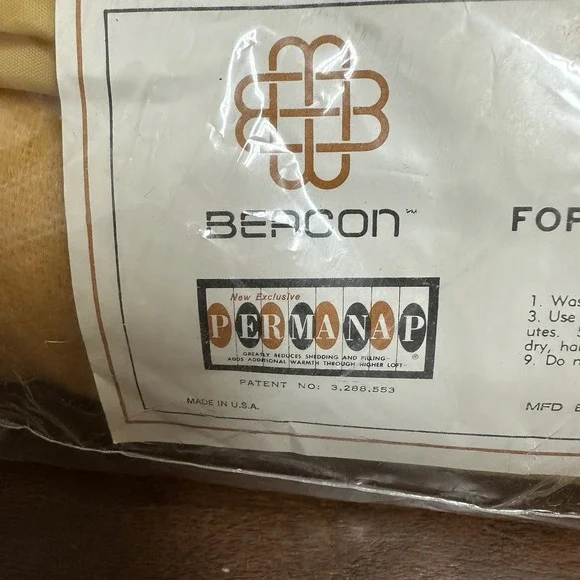 BEACON™
FOR
New Exclusive
PERMANAP®
GREATLY REDUCES SHEDDING AND PILLING—
ADDS ADDITIONAL WARMTH THROUGH HIGHER LOFT—
PATENT NO: 3,288,553
MADE IN U.S.A.
1. Was
3. Use
utes.
dry, ha
9. Do n
MFD B